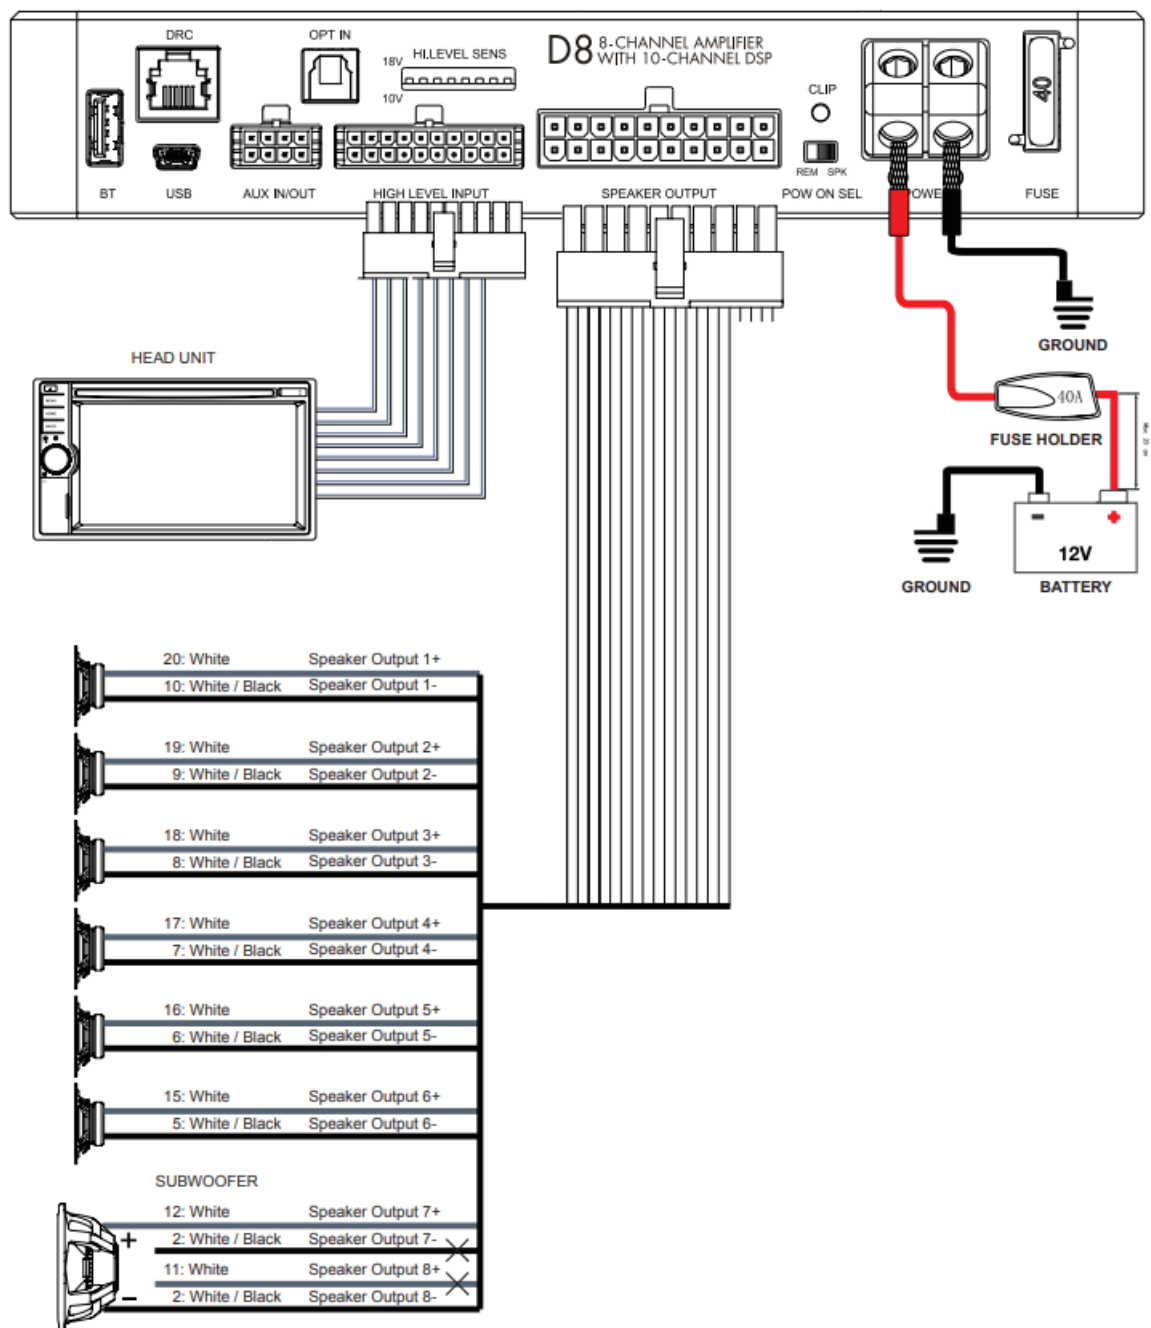 DRC
OPT IN
18V
HI.LEVEL SENS
10V
D8 8-CHANNEL AMPLIFIER
WITH 10-CHANNEL DSP
CLIP
40
REM SPK
BT
USB
AUX IN/OUT
HIGH LEVEL INPUT
SPEAKER OUTPUT
POW ON SEL
POWE
FUSE
GROUND
HEAD UNIT
40A
FUSE HOLDER
12V
GROUND
BATTERY
20: White Speaker Output 1+
10: White / Black Speaker Output 1-
19: White Speaker Output 2+
9: White / Black Speaker Output 2-
18: White Speaker Output 3+
8: White / Black Speaker Output 3-
17: White Speaker Output 4+
7: White / Black Speaker Output 4-
16: White Speaker Output 5+
6: White / Black Speaker Output 5-
15: White Speaker Output 6+
5: White / Black Speaker Output 6-
SUBWOOFER
12: White Speaker Output 7+
2: White / Black Speaker Output 7-
11: White Speaker Output 8+
2: White / Black Speaker Output 8-